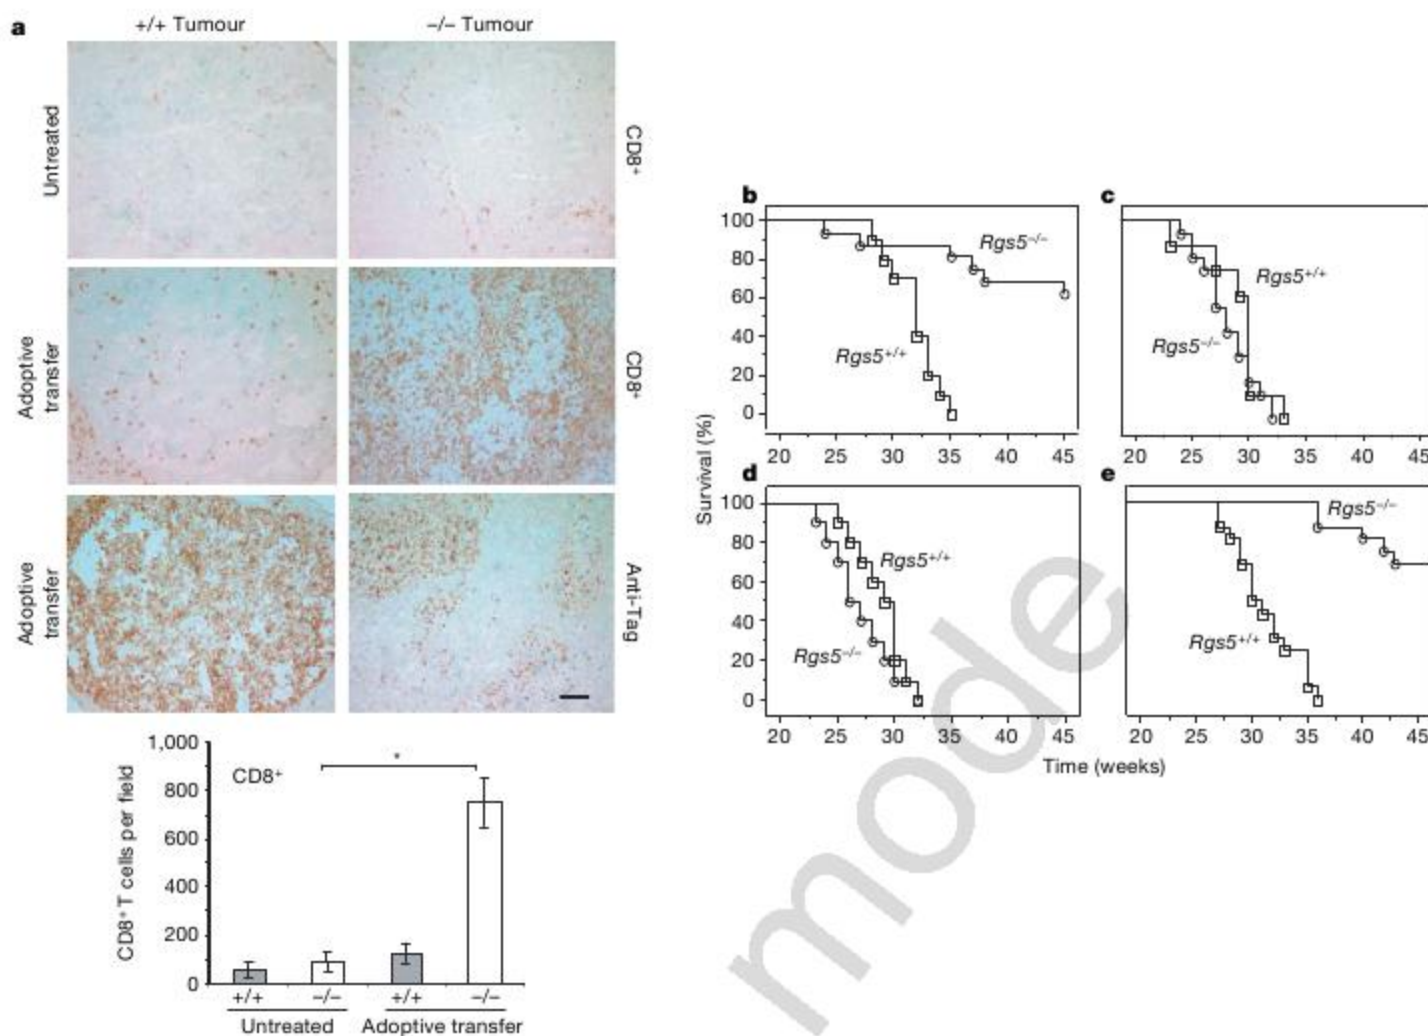 a
+/+ Tumour
–/– Tumour
Untreated
CD8⁺
Adoptive
transfer
CD8⁺
Adoptive
transfer
Anti-Tag
1,000
800
600
400
200
0
CD8⁺ T cells per field
CD8⁺
*
+/+
–/–
+/+
–/–
Untreated
Adoptive transfer
b
100
80
60
40
20
0
Rgs5⁻/⁻
Rgs5⁺/⁺
20 25 30 35 40 45
c
Rgs5⁺/⁺
Rgs5⁻/⁻
20 25 30 35 40 45
Survival (%)
d
100
80
60
40
20
0
Rgs5⁺/⁺
Rgs5⁻/⁻
20 25 30 35 40 45
e
Rgs5⁻/⁻
Rgs5⁺/⁺
20 25 30 35 40 45
Time (weeks)
mode